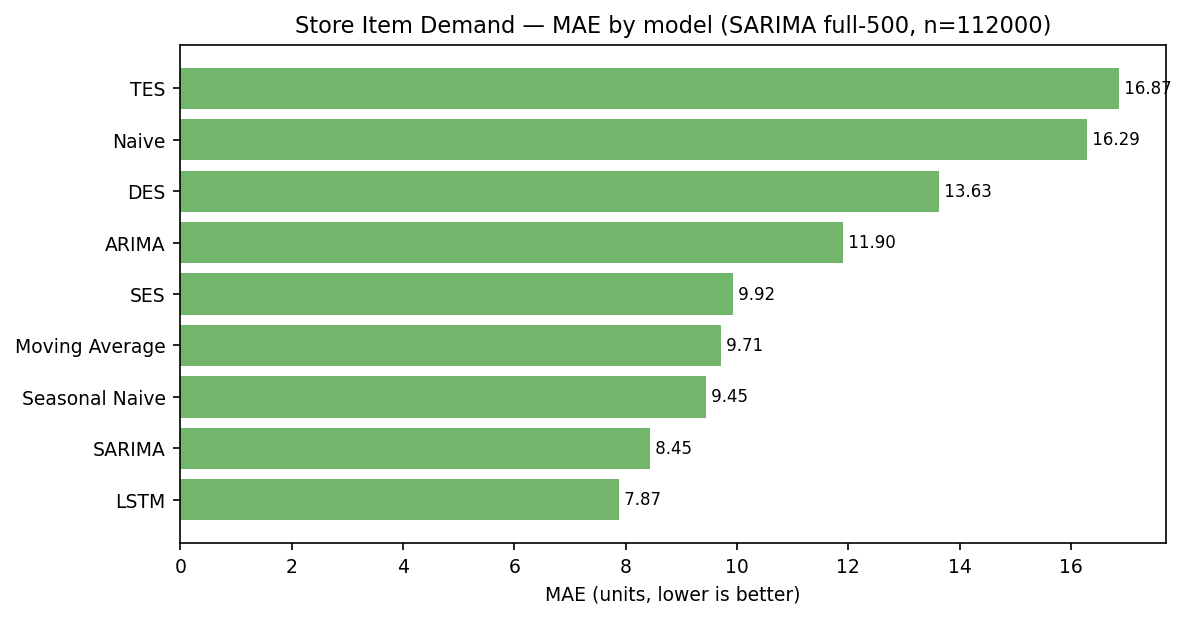 Store Item Demand — MAE by model (SARIMA full-500, n=112000)
TES 16.87
Naive 16.29
DES 13.63
ARIMA 11.90
SES 9.92
Moving Average 9.71
Seasonal Naive 9.45
SARIMA 8.45
LSTM 7.87
0 2 4 6 8 10 12 14 16
MAE (units, lower is better)